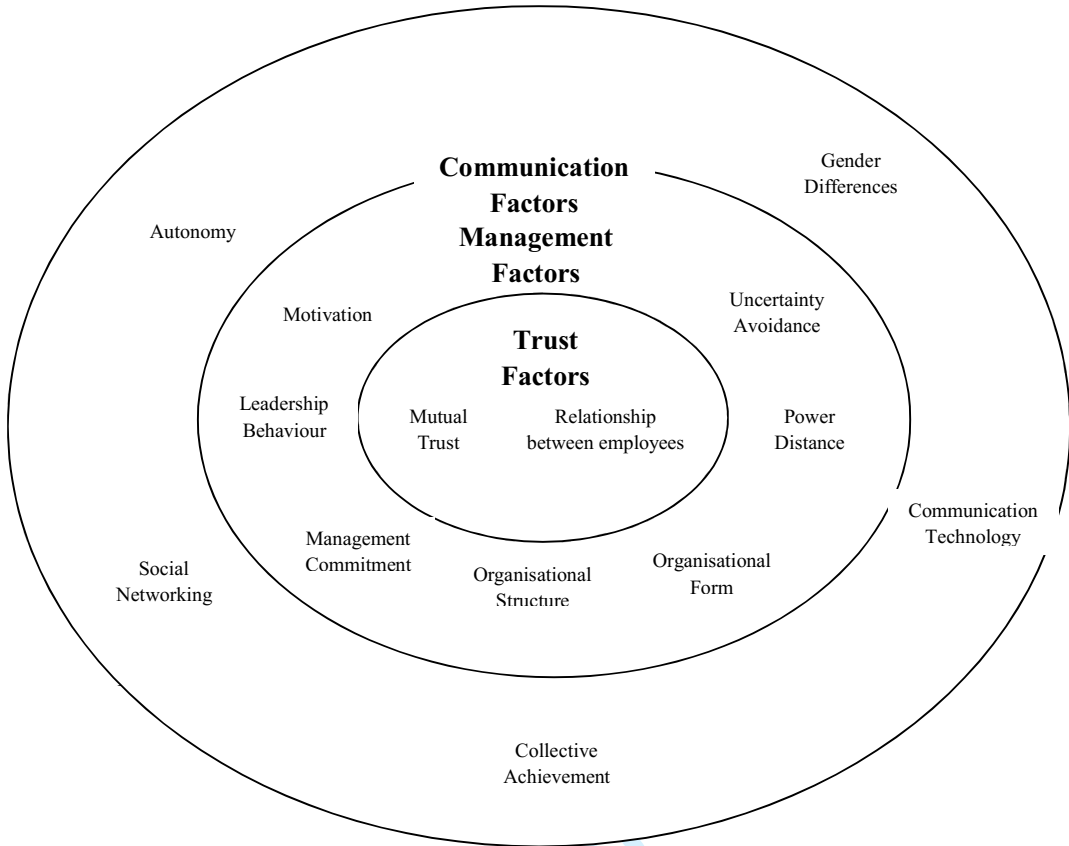 Communication
Factors
Management
Factors
Gender
Differences
Autonomy
Motivation
Uncertainty
Avoidance
Trust
Factors
Leadership
Behaviour
Mutual
Trust
Relationship
between employees
Power
Distance
Communication
Technology
Management
Commitment
Organisational
Structure
Organisational
Form
Social
Networking
Collective
Achievement